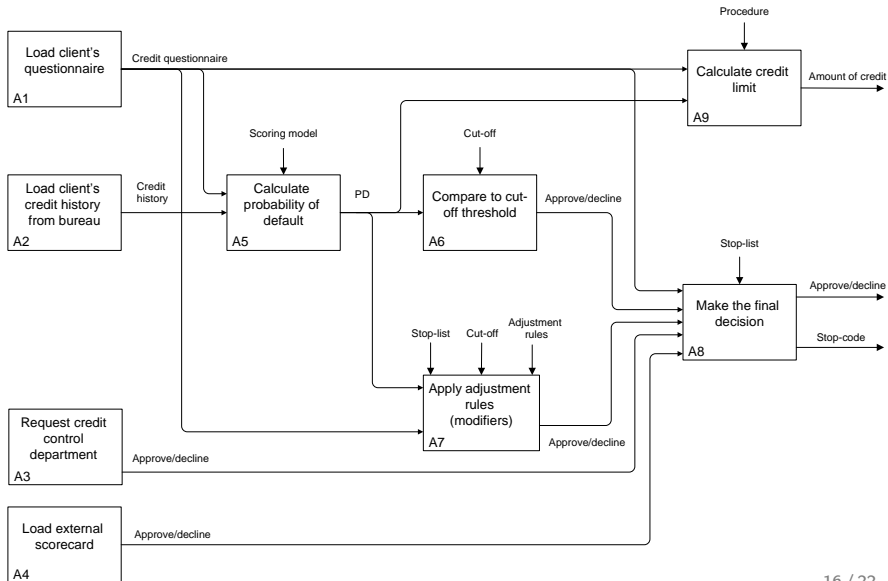 Procedure
Load client's
questionnaire
A1
Credit questionnaire
Calculate credit
limit
A9
Amount of credit
Scoring model
Cut-off
Load client's
credit history
from bureau
A2
Credit
history
Calculate
probability of
default
A5
PD
Compare to cut-
off threshold
A6
Approve/decline
Stop-list
Make the final
decision
A8
Approve/decline
Stop-code
Stop-list
Cut-off
Adjustment
rules
Apply adjustment
rules
(modifiers)
A7
Approve/decline
Request credit
control
department
A3
Approve/decline
Load external
scorecard
A4
Approve/decline
16 / 22